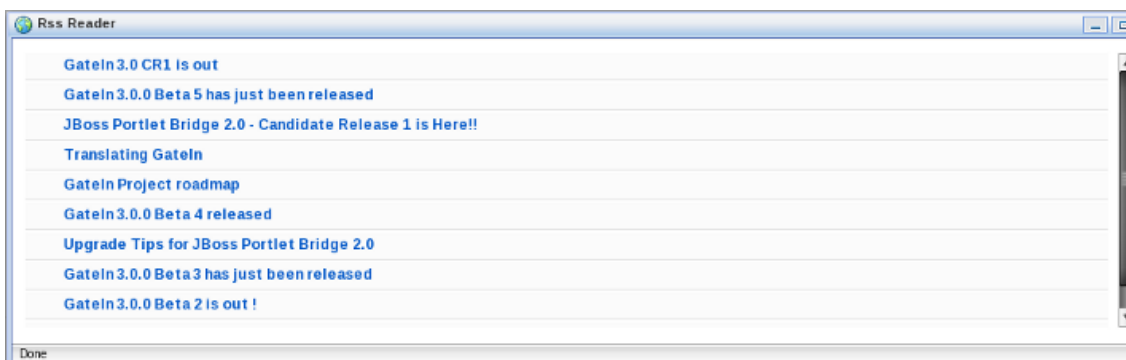 Rss Reader
GateIn 3.0 CR1 is out
GateIn 3.0.0 Beta 5 has just been released
JBoss Portlet Bridge 2.0 - Candidate Release 1 is Here!!
Translating GateIn
GateIn Project roadmap
GateIn 3.0.0 Beta 4 released
Upgrade Tips for JBoss Portlet Bridge 2.0
GateIn 3.0.0 Beta 3 has just been released
GateIn 3.0.0 Beta 2 is out !
Done